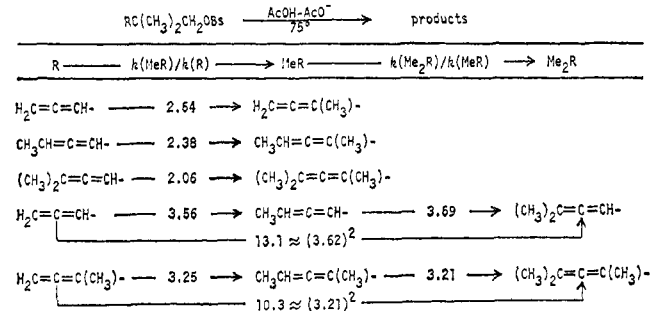 RC(CH₃)₂CH₂OBs AcOH-AcO⁻ 75° products
R k(MeR)/k(R) MeR k(Me₂R)/k(MeR) Me₂R
H₂C=C=CH- 2.64 H₂C=C=C(CH₃)-
CH₃CH=C=CH- 2.38 CH₃CH=C=C(CH₃)-
(CH₃)₂C=C=CH- 2.06 (CH₃)₂C=C=C(CH₃)-
H₂C=C=CH- 3.56 CH₃CH=C=CH- 3.69 (CH₃)₂C=C=CH-
13.1 ≈ (3.62)²
H₂C=C=C(CH₃)- 3.25 CH₃CH=C=C(CH₃)- 3.21 (CH₃)₂C=C=C(CH₃)-
10.3 ≈ (3.21)²